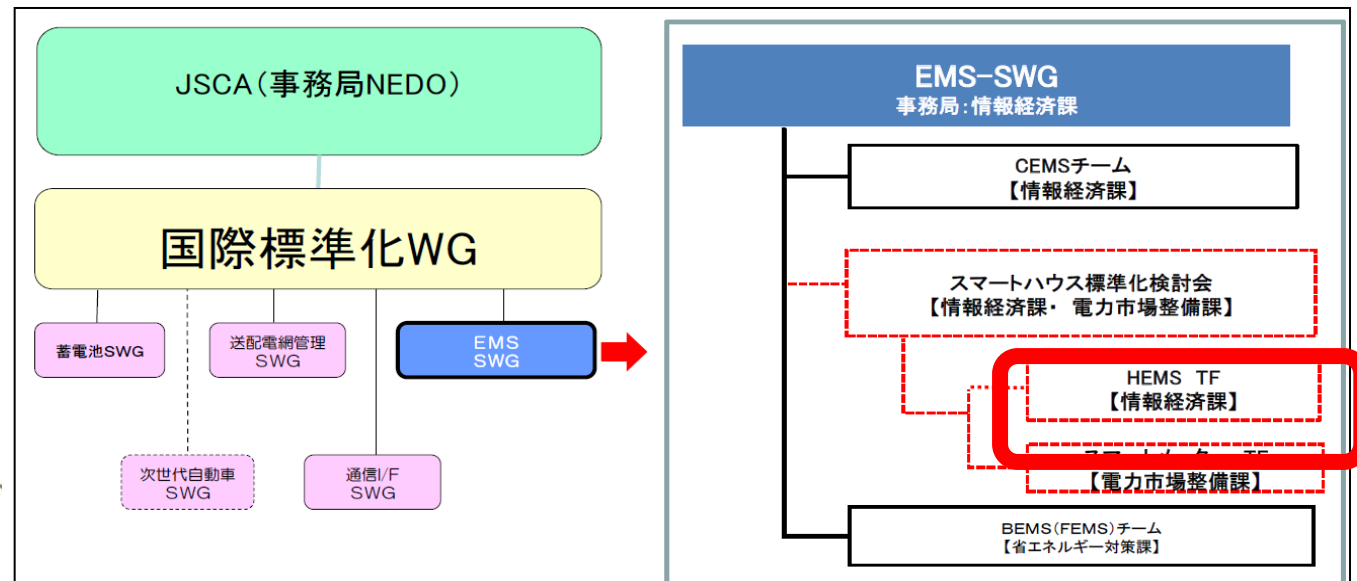 JSCA(事務局NEDO)
国際標準化WG
蓄電池SWG
送配電網管理
SWG
EMS
SWG
次世代自動車
SWG
通信I/F
SWG
EMS-SWG
事務局:情報経済課
CEMSチーム
【情報経済課】
スマートハウス標準化検討会
【情報経済課・ 電力市場整備課】
HEMS TF
【情報経済課】
【電力市場整備課】
BEMS(FEMS)チーム
【省エネルギー対策課】